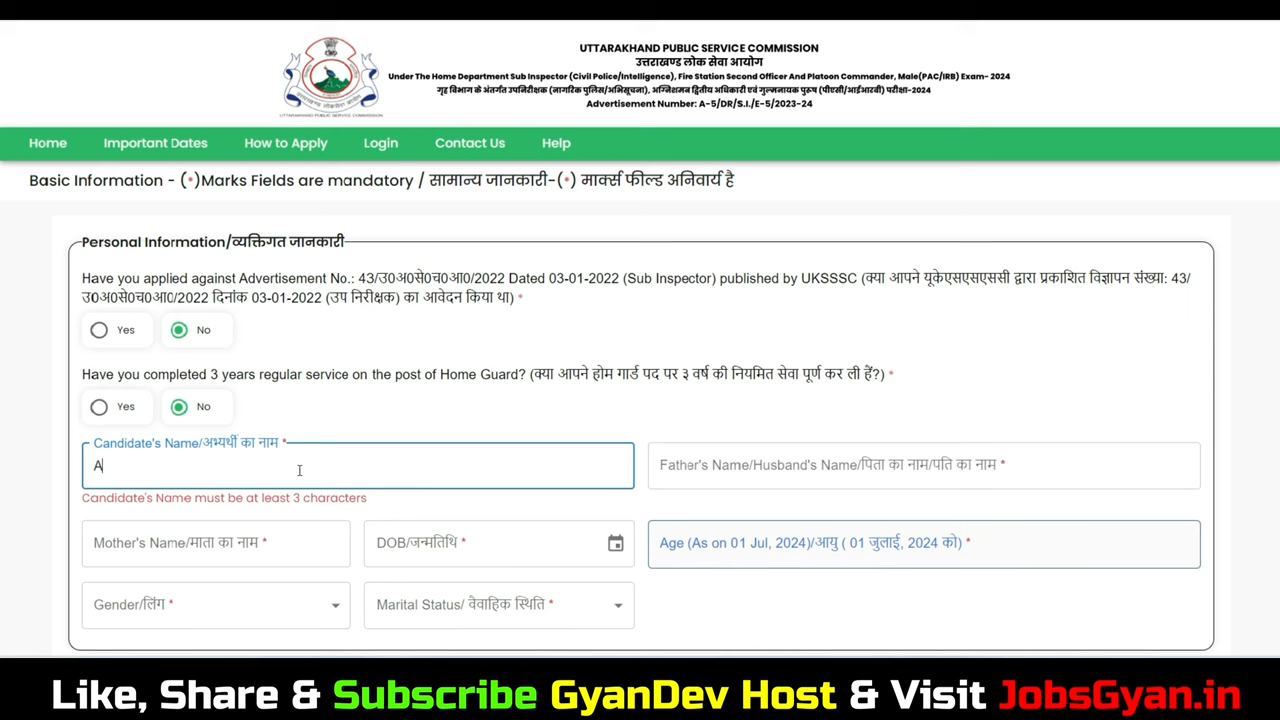 UTTARAKHAND PUBLIC SERVICE COMMISSION
उत्तराखण्ड लोक सेवा आयोग
Under The Home Department Sub Inspector (Civil Police/Intelligence), Fire Station Second Officer And Platoon Commander, Male(PAC/IRB) Exam- 2024
गृह विभाग के अंतर्गत उपनिरीक्षक (नागरिक पुलिस/अभिसूचना), अग्निशमन द्वितीय अधिकारी एवं गुल्मनायक पुरुष (पीएसी/आईआरबी) परीक्षा-2024
Advertisement Number: A-5/DR/S.I./E-5/2023-24
UTTARAKHAND PUBLIC SERVICE COMMISSION
Home Important Dates How to Apply Login Contact Us Help
Basic Information - (*)Marks Fields are mandatory / सामान्य जानकारी-(*) मार्क्स फील्ड अनिवार्य है
Personal Information/व्यक्तिगत जानकारी
Have you applied against Advertisement No.: 43/उ0अ0से0च0आ0/2022 Dated 03-01-2022 (Sub Inspector) published by UKSSSC (क्या आपने यूकेएसएसएससी द्वारा प्रकाशित विज्ञापन संख्या: 43/
उ0अ0से0च0आ0/2022 दिनांक 03-01-2022 (उप निरीक्षक) का आवेदन किया था) *
Yes No
Have you completed 3 years regular service on the post of Home Guard? (क्या आपने होम गार्ड पद पर ३ वर्ष की नियमित सेवा पूर्ण कर ली हैं?) *
Yes No
Candidate's Name/अभ्यर्थी का नाम *
A Father's Name/Husband's Name/पिता का नाम/पति का नाम *
Candidate's Name must be at least 3 characters
Mother's Name/माता का नाम * DOB/जन्मतिथि * Age (As on 01 Jul, 2024)/आयु ( 01 जुलाई, 2024 को) *
Gender/लिंग * Marital Status/ वैवाहिक स्थिति *
Like, Share & Subscribe GyanDev Host & Visit JobsGyan.in